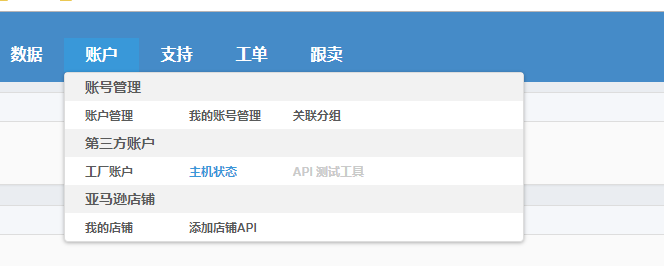 数据 账户 支持 工单 跟卖
账号管理
账户管理 我的账号管理 关联分组
第三方账户
工厂账户 主机状态 API 测试工具
亚马逊店铺
我的店铺 添加店铺API